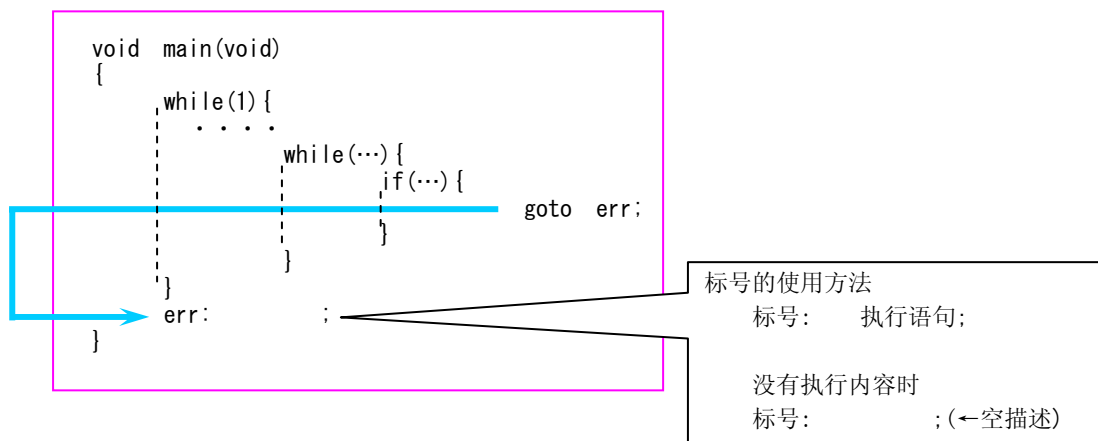 void main(void)
{
while(1){
・・・・
while(…){
if(…){
goto err;
}
}
}
err: ;
}
标号的使用方法
标号: 执行语句;
没有执行内容时
标号: ;(←空描述)